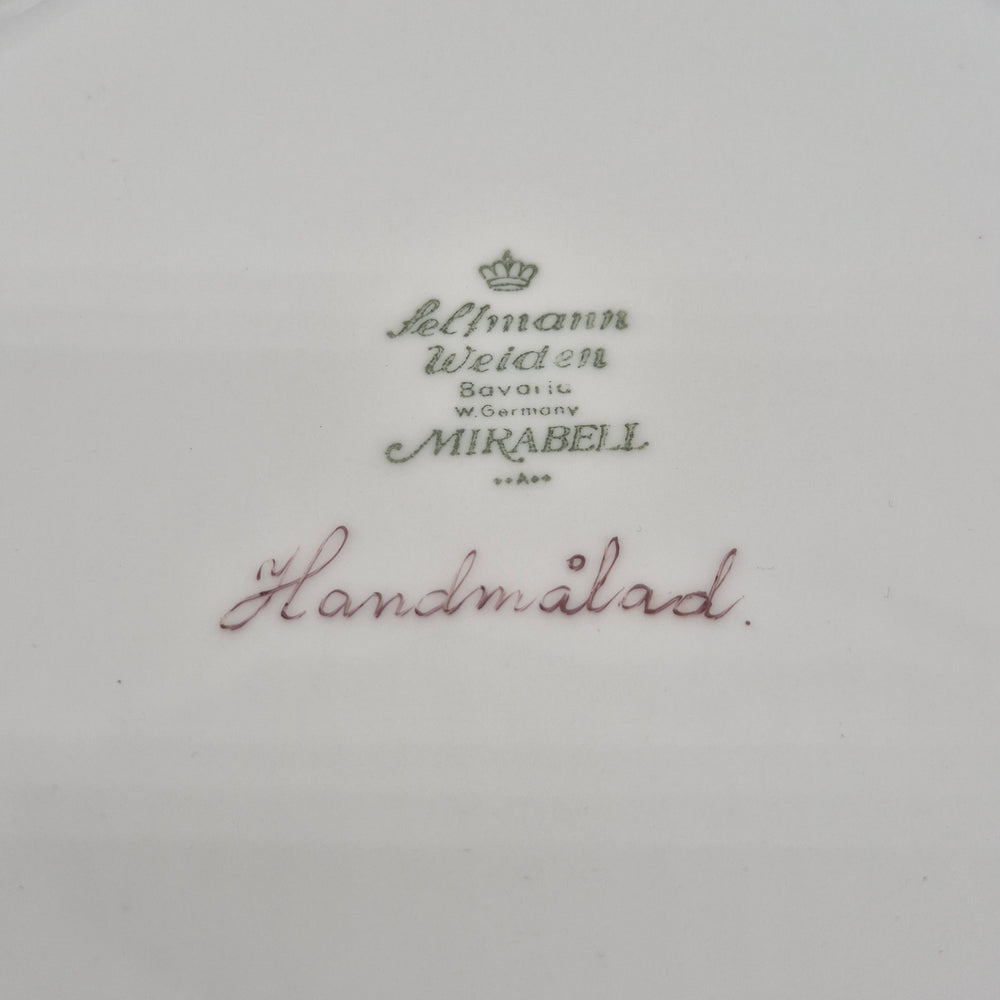 Seltmann
Weiden
Bavaria
W. Germany
MIRABELL
Handmålad.